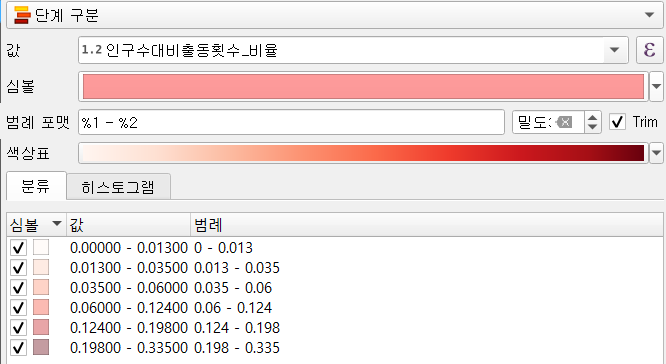 단계 구분
값 1.2 인구수대비출동횟수_비율 ε
심볼
범례 포맷 %1 - %2 밀도: Trim
색상표
분류 히스토그램
심볼 값 범례
0.00000 - 0.01300 0 - 0.013
0.01300 - 0.03500 0.013 - 0.035
0.03500 - 0.06000 0.035 - 0.06
0.06000 - 0.12400 0.06 - 0.124
0.12400 - 0.19800 0.124 - 0.198
0.19800 - 0.33500 0.198 - 0.335